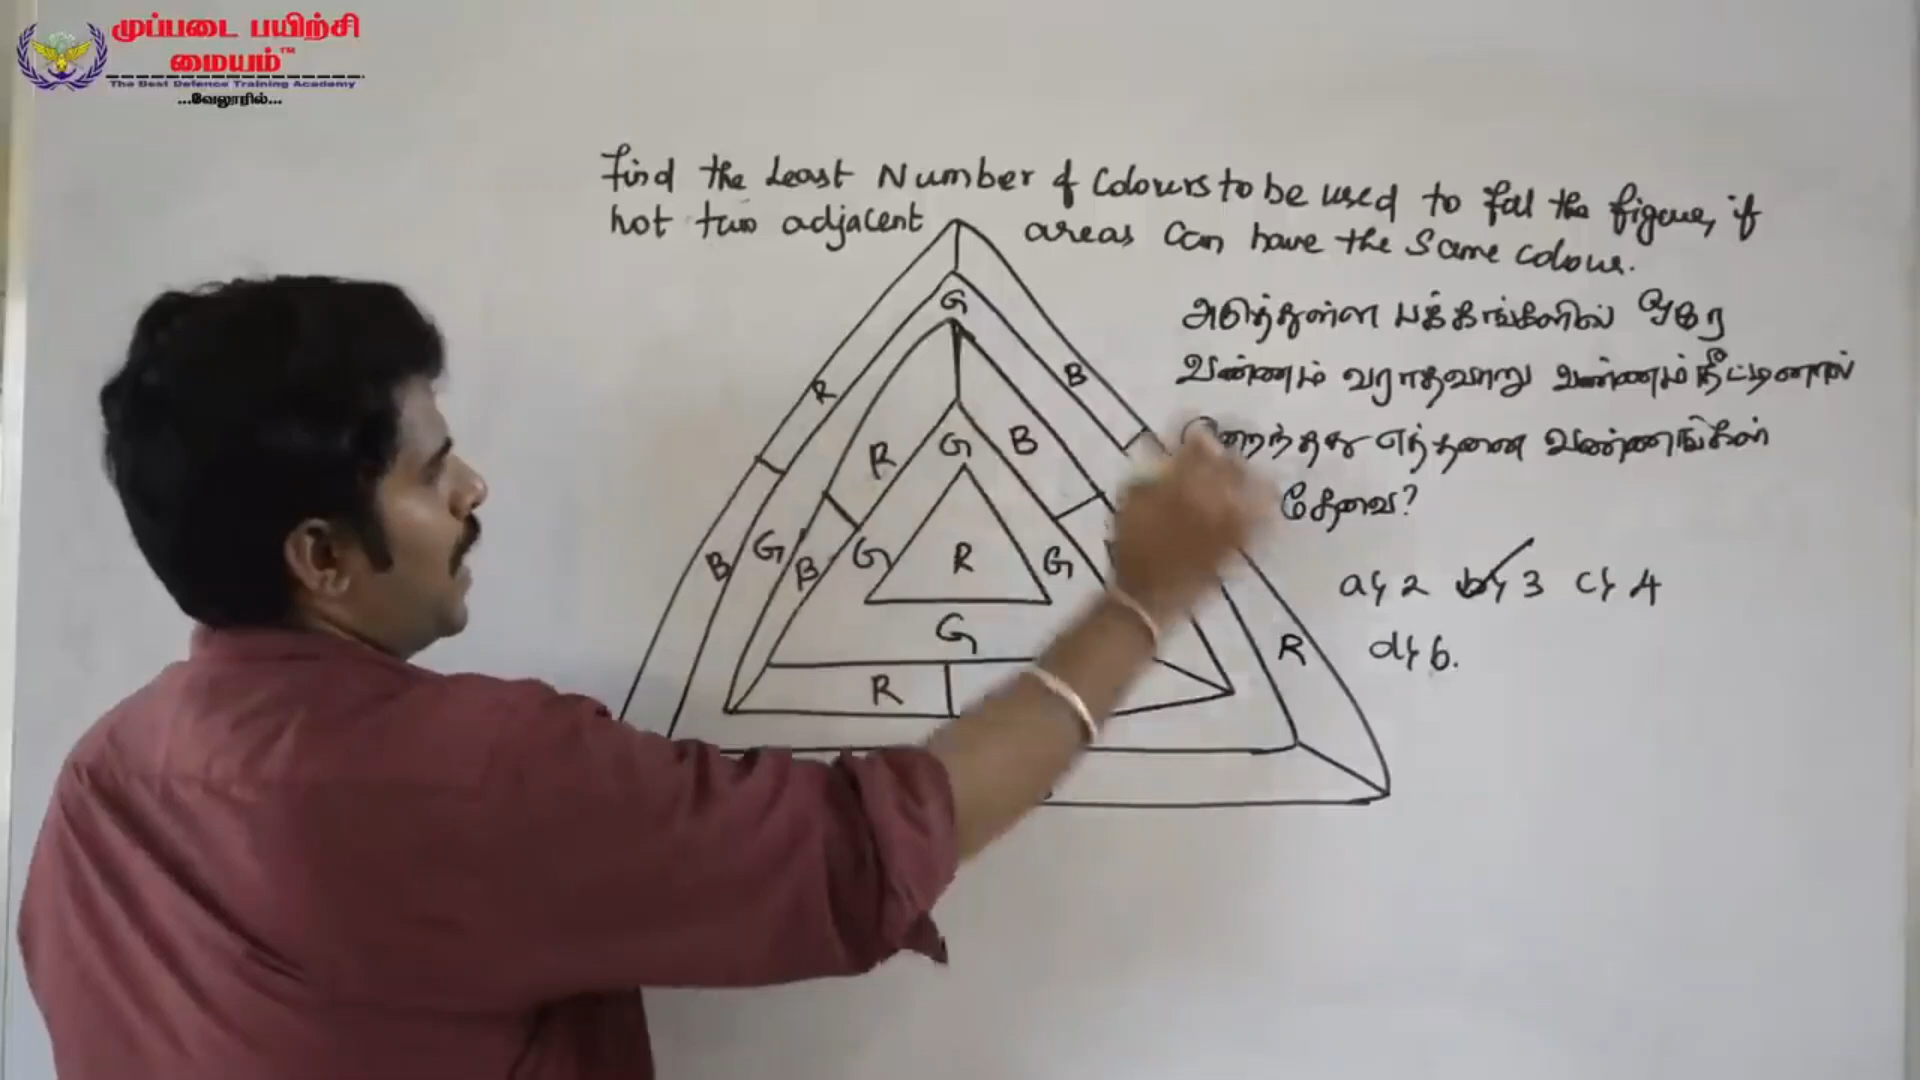 முப்படை பயிற்சி
மையம்™
The Best Defence Training Academy
...வேலூரில்...
Find the Least Number of Colours to be used to fill the figure, if
not two adjacent areas Can have the Same Colour.
அடுத்துள்ள பக்கங்களில் ஒரே
வண்ணம் வராதவாறு வண்ணம் தீட்டினால்
குறைந்தது எத்தனை வண்ணங்கள்
தேவை?
a) 2 b) 3 c) 4
d) 6.
G
R B
R G B
G B B G R G
G R
R